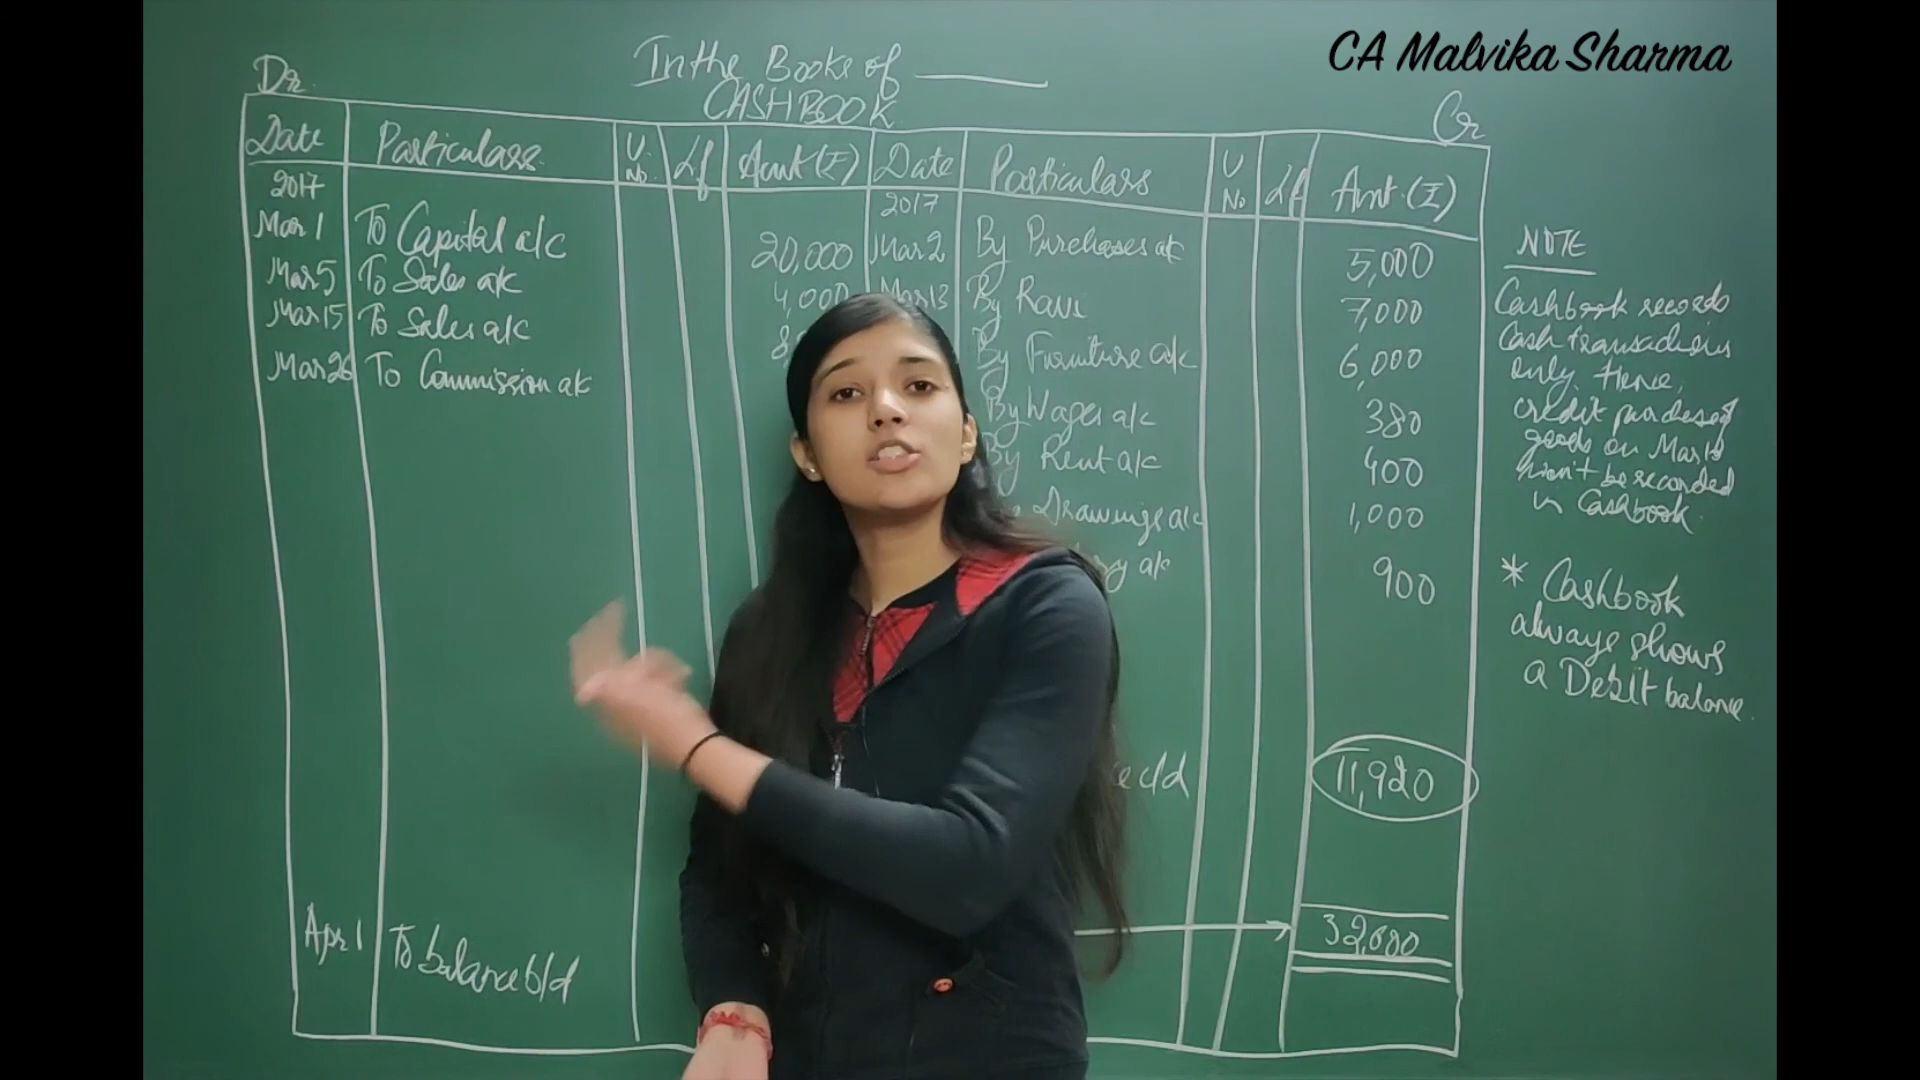 CA Malvika Sharma
In the Books of
CASHBOOK
Dr.
Cr
Date Particulars V. No. Lf Amt (₹) Date Particulars V No Lf Amt. (₹)
2017 2017
Mar 1 To Capital a/c 20,000 Mar 2 By Purchases a/c 5,000
Mar 5 To Sales a/c 4,000 Mar 13 By Ravi 7,000
Mar 15 To Sales a/c 8 By Furniture a/c 6,000
Mar 26 To Commission a/c By Wages a/c 380
By Rent a/c 400
Drawings a/c 1,000
a/c 900
c/d 11,920
32,600
Apr 1 To balance b/d
NOTE
Cashbook records
Cash transactions
only. Hence,
credit purchase of
goods on Mar
won't be recorded
in Cashbook.
* Cashbook
always shows
a Debit balance.